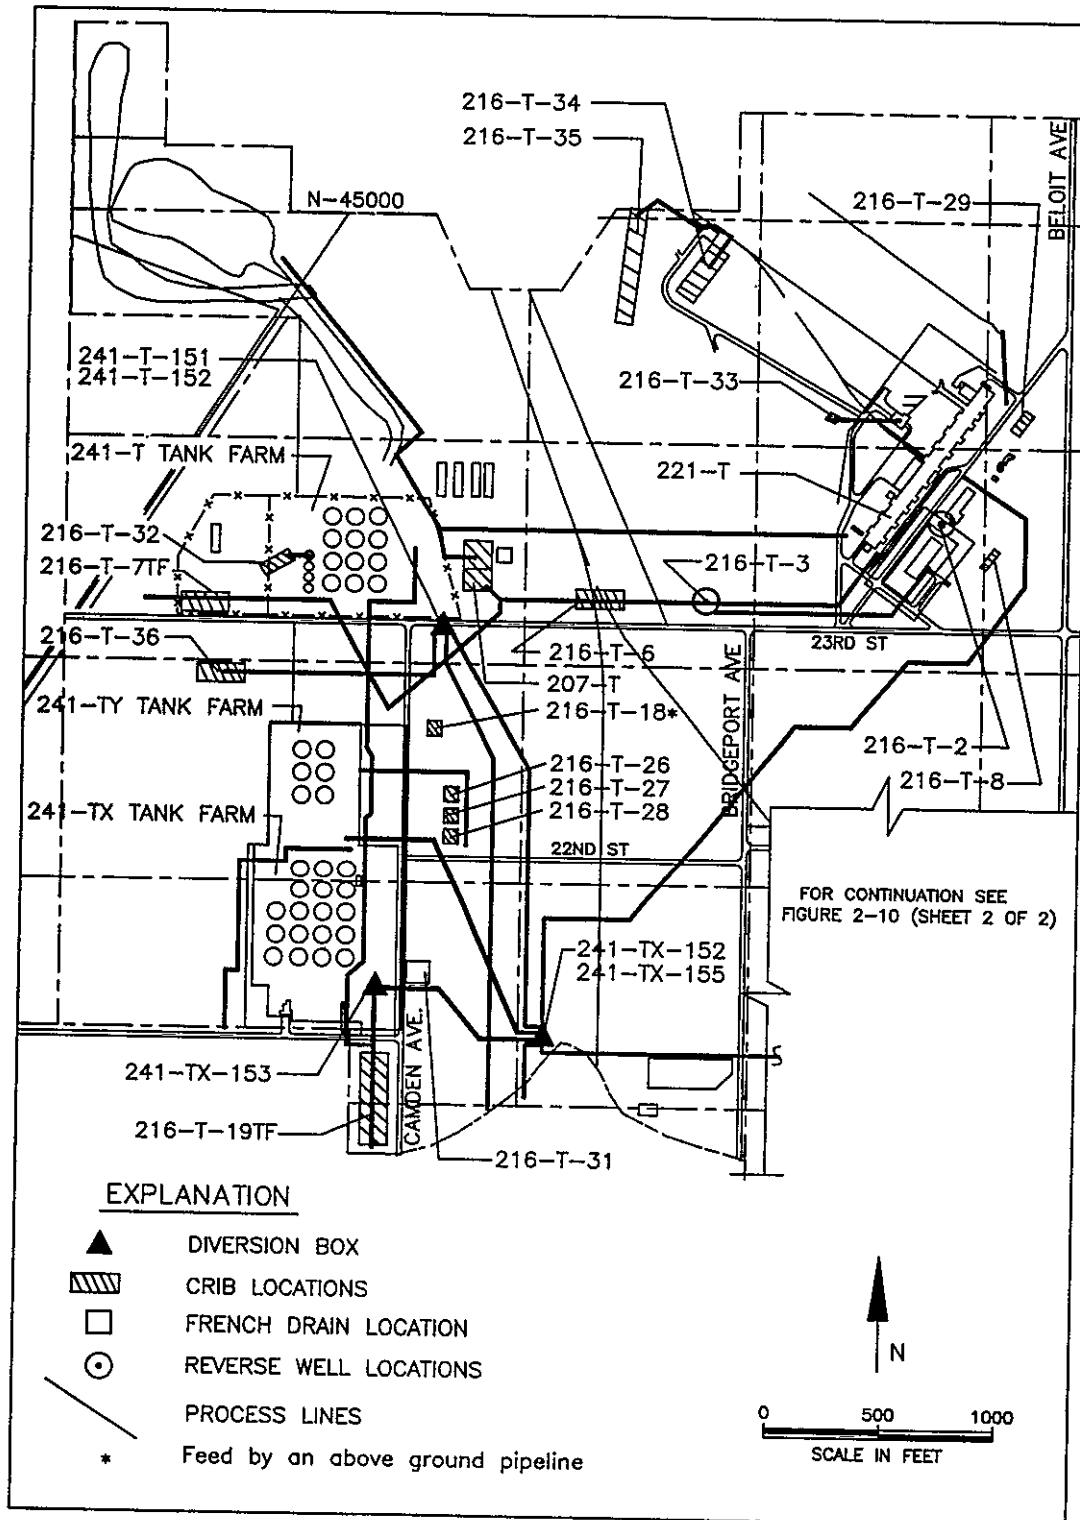 216-T-34
216-T-35
BELOIT AVE
N-45000
216-T-29
241-T-151
241-T-152
216-T-33
241-T TANK FARM
221-T
216-T-32
216-T-3
216-T-7TF
23RD ST
216-T-36
216-T-6
207-T
241-TY TANK FARM
216-T-18*
BRIDGEPORT AVE
216-T-2
216-T-26
216-T-8
216-T-27
241-TX TANK FARM
216-T-28
22ND ST
FOR CONTINUATION SEE
FIGURE 2-10 (SHEET 2 OF 2)
241-TX-152
241-TX-155
CAMDEN AVE.
241-TX-153
216-T-19TF
216-T-31
EXPLANATION
DIVERSION BOX
CRIB LOCATIONS
FRENCH DRAIN LOCATION
REVERSE WELL LOCATIONS
N
PROCESS LINES
0 500 1000
SCALE IN FEET
* Feed by an above ground pipeline